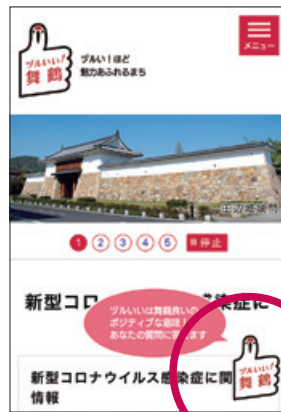 ヅルいい!
舞鶴
ヅルい!ほど
魅力あふれるまち
メニュー
田辺城城門
1 2 3 4 5 停止
新型コロ
染症に
ヅルいいは舞鶴良いの
ポジティブな意味!
あなたの質問に答えます
新型コロナウイルス感染症に関
情報
ヅルいい!
舞鶴